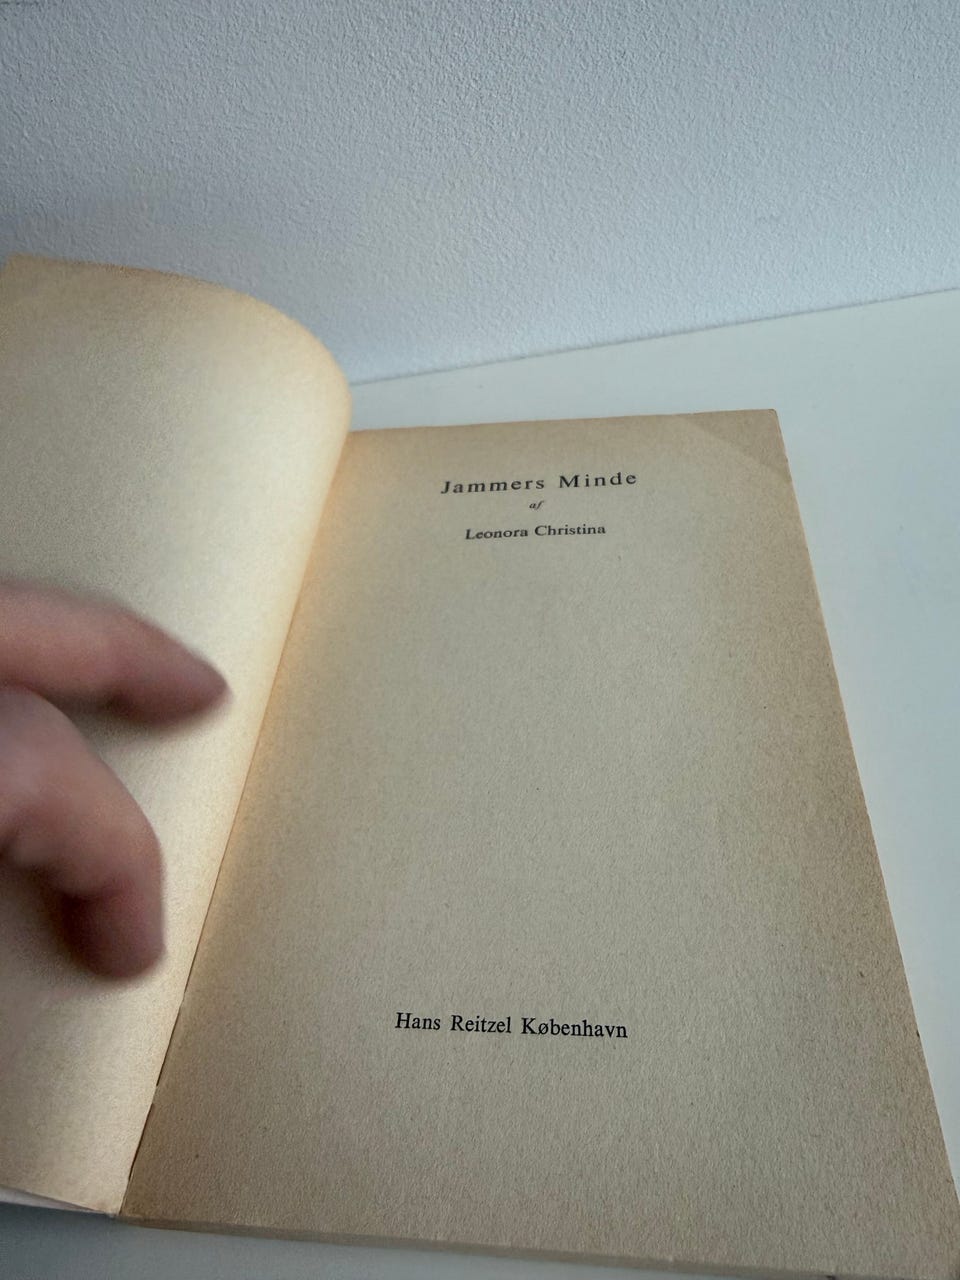 Jammers Minde
af
Leonora Christina
Hans Reitzel København